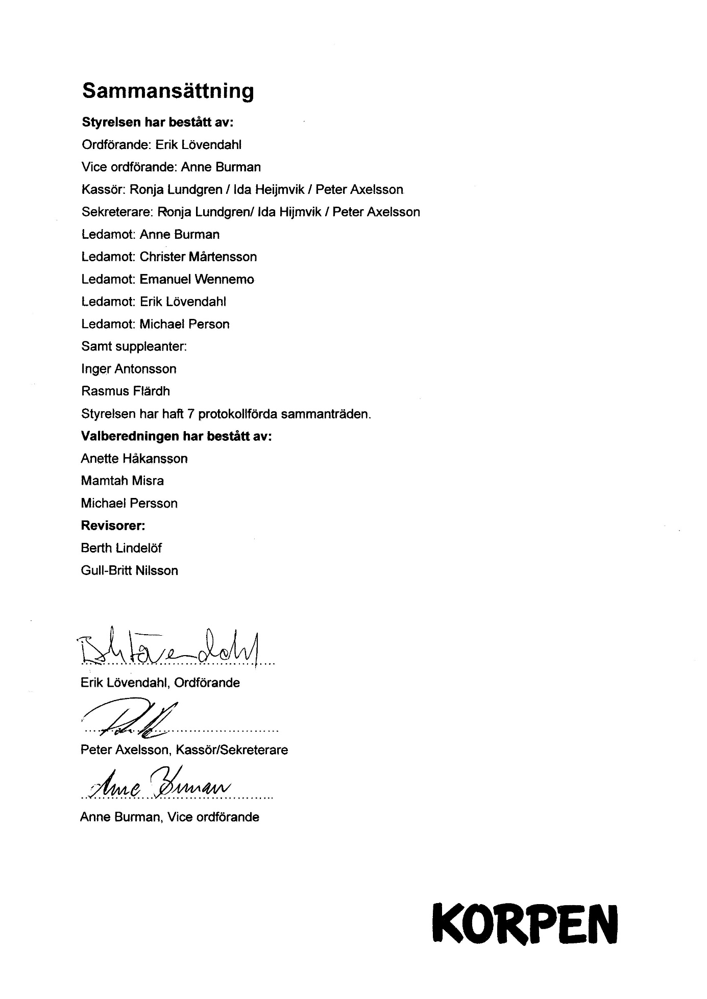 Sammansättning
Styrelsen har bestått av:
Ordförande: Erik Lövendahl
Vice ordförande: Anne Burman
Kassör: Ronja Lundgren / Ida Heijmvik / Peter Axelsson
Sekreterare: Ronja Lundgren/ Ida Hijmvik / Peter Axelsson
Ledamot: Anne Burman
Ledamot: Christer Mårtensson
Ledamot: Emanuel Wennemo
Ledamot: Erik Lövendahl
Ledamot: Michael Person
Samt suppleanter:
Inger Antonsson
Rasmus Flärdh
Styrelsen har haft 7 protokollförda sammanträden.
Valberedningen har bestått av:
Anette Håkansson
Mamtah Misra
Michael Persson
Revisorer:
Berth Lindelöf
Gull-Britt Nilsson
Erik Lövendahl
Erik Lövendahl, Ordförande
Peter Axelsson, Kassör/Sekreterare
Anne Burman
Anne Burman, Vice ordförande
KORPEN